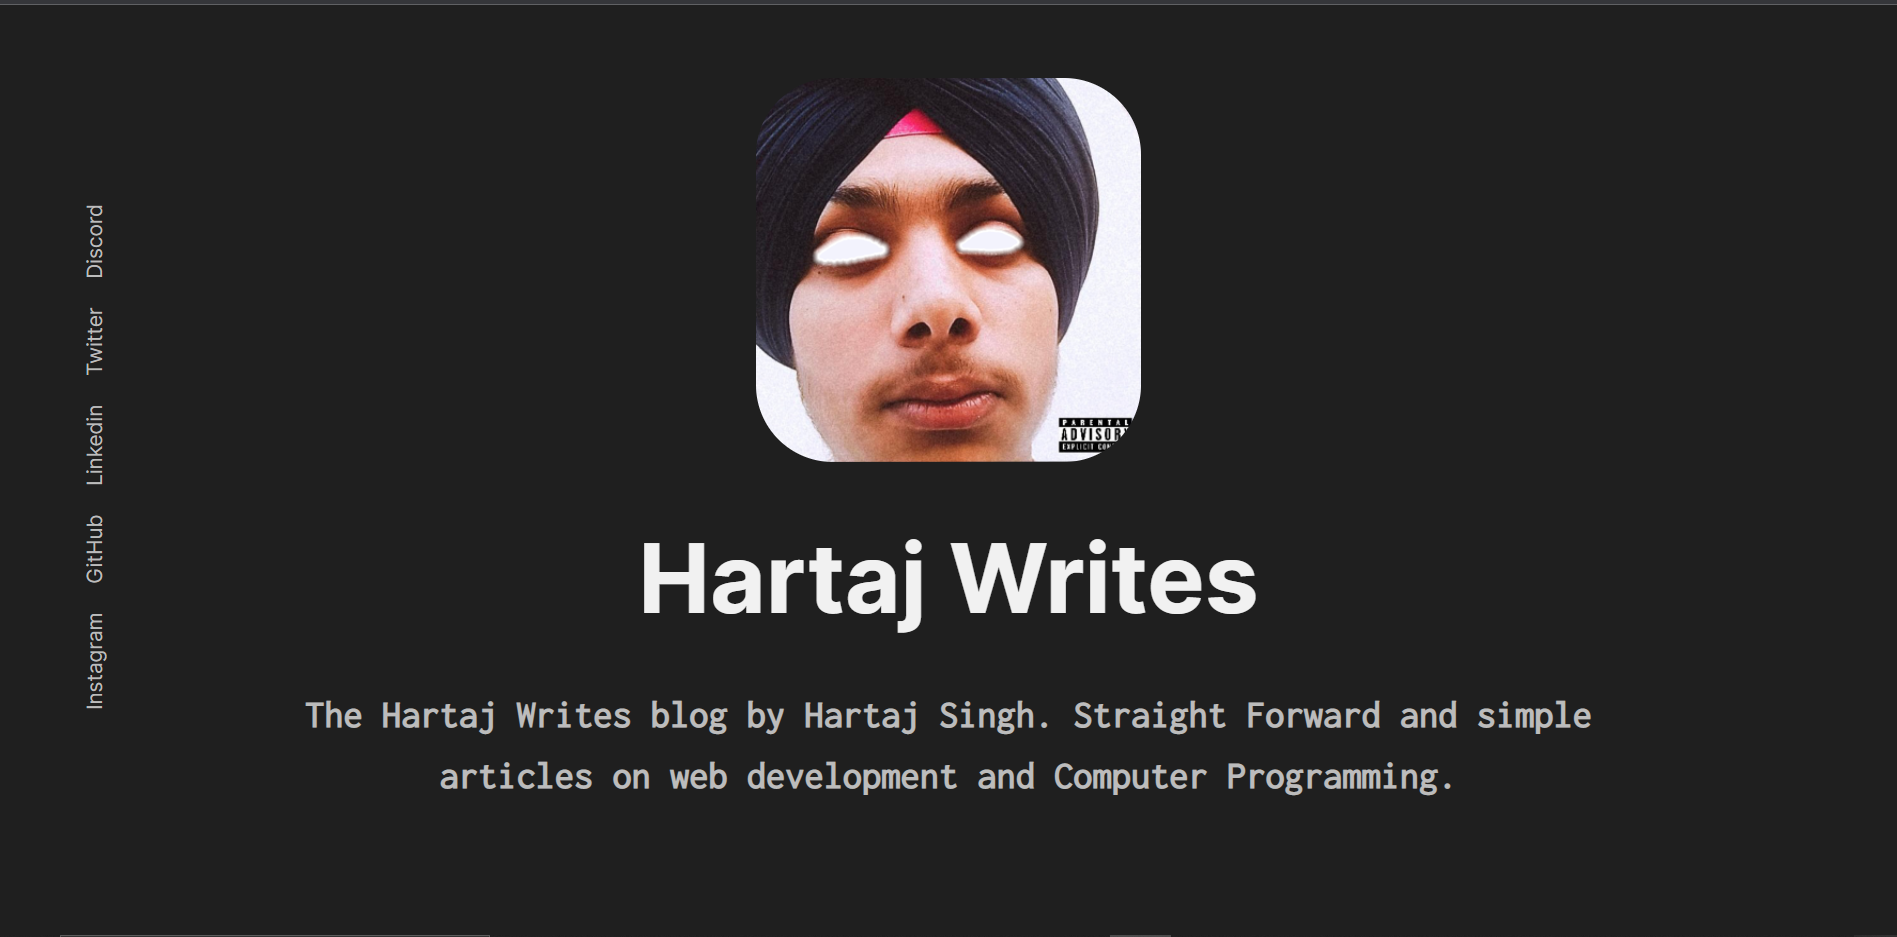 Discord
Twitter
Linkedin
GitHub
Instagram
PARENTAL
ADVISORY
EXPLICIT
Hartaj Writes
The Hartaj Writes blog by Hartaj Singh. Straight Forward and simple
articles on web development and Computer Programming.